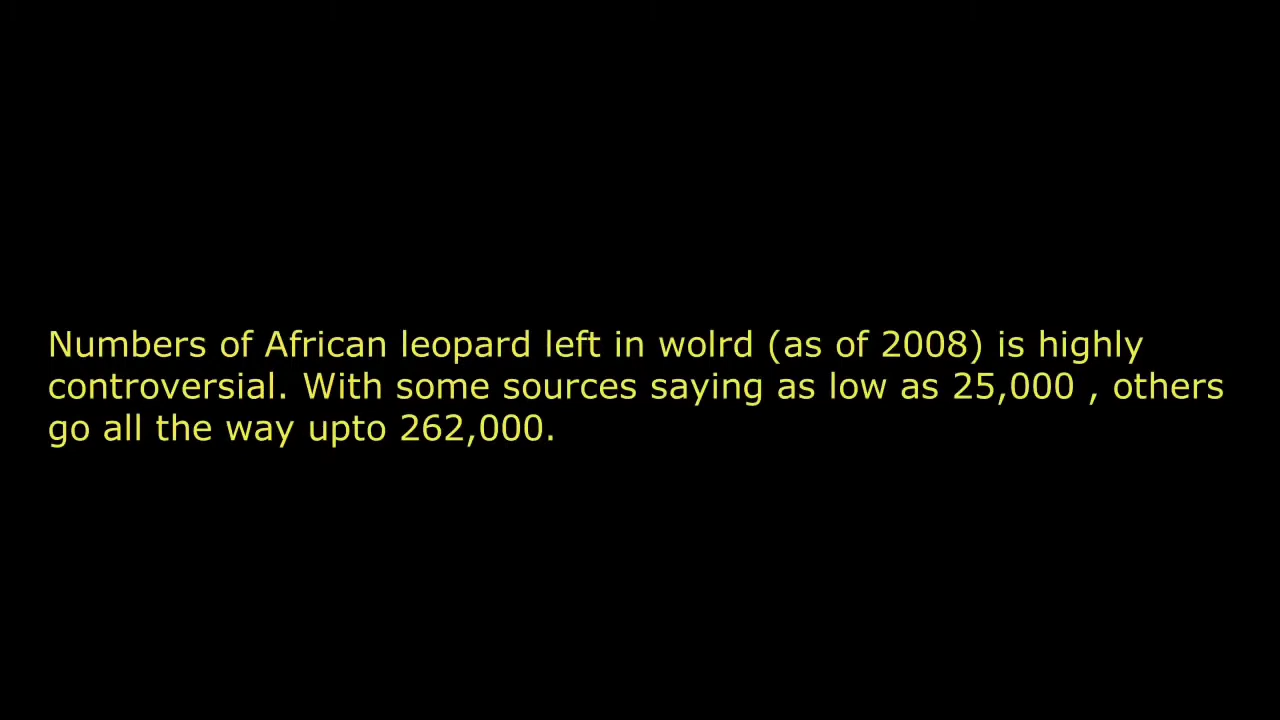 Numbers of African leopard left in wolrd (as of 2008) is highly
controversial. With some sources saying as low as 25,000 , others
go all the way upto 262,000.